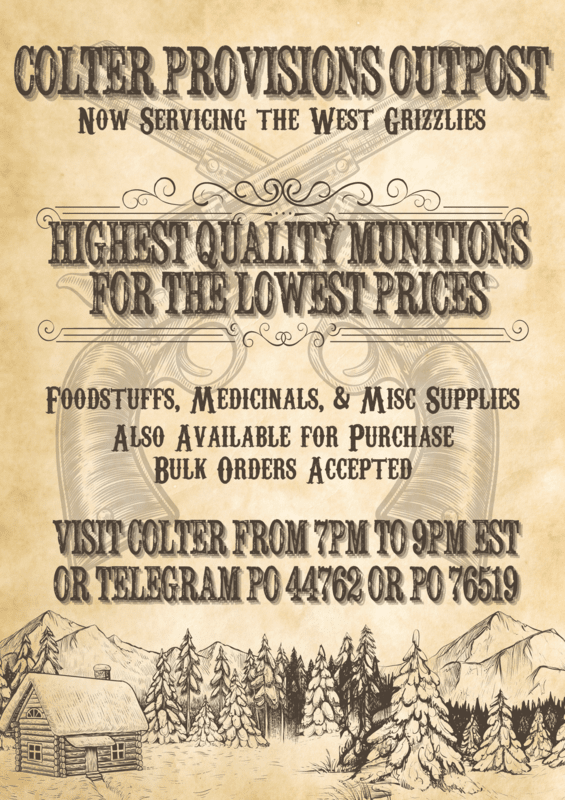 COLTER PROVISIONS OUTPOST
NOW SERVICING THE WEST GRIZZLIES
HIGHEST QUALITY MUNITIONS
FOR THE LOWEST PRICES
FOODSTUFFS, MEDICINALS, & MISC SUPPLIES
ALSO AVAILABLE FOR PURCHASE
BULK ORDERS ACCEPTED
VISIT COLTER FROM 7PM TO 9PM EST
OR TELEGRAM PO 44762 OR PO 76519